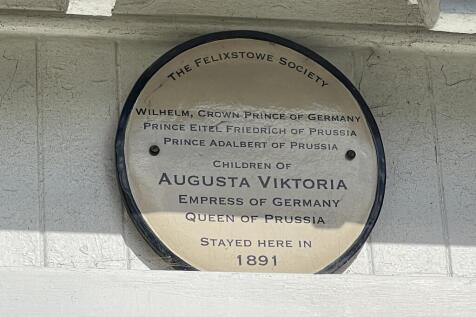 The Felixstowe Society
Wilhelm, Crown Prince of Germany
Prince Eitel Friedrich of Prussia
Prince Adalbert of Prussia
Children Of
Augusta Viktoria
Empress of Germany
Queen of Prussia
Stayed here in
1891